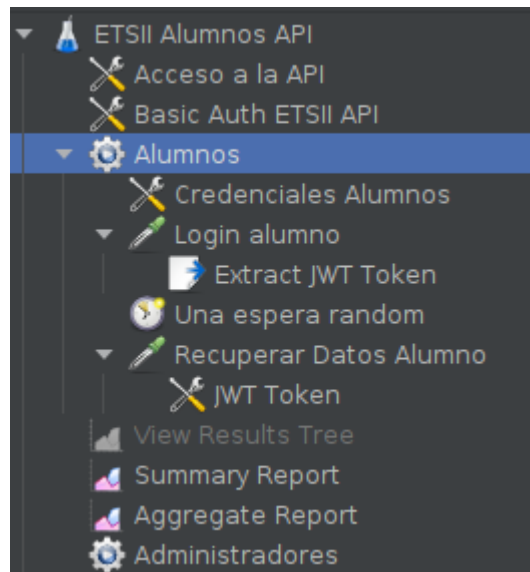 ETSII Alumnos API
Acceso a la API
Basic Auth ETSII API
Alumnos
Credenciales Alumnos
Login alumno
Extract JWT Token
Una espera random
Recuperar Datos Alumno
JWT Token
View Results Tree
Summary Report
Aggregate Report
Administradores